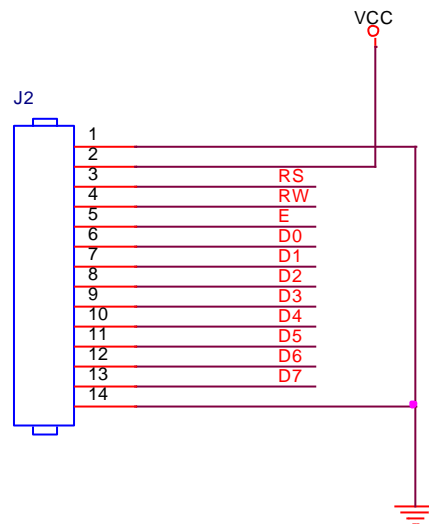 VCC
J2
1
2
3 RS
4 RW
5 E
6 D0
7 D1
8 D2
9 D3
10 D4
11 D5
12 D6
13 D7
14